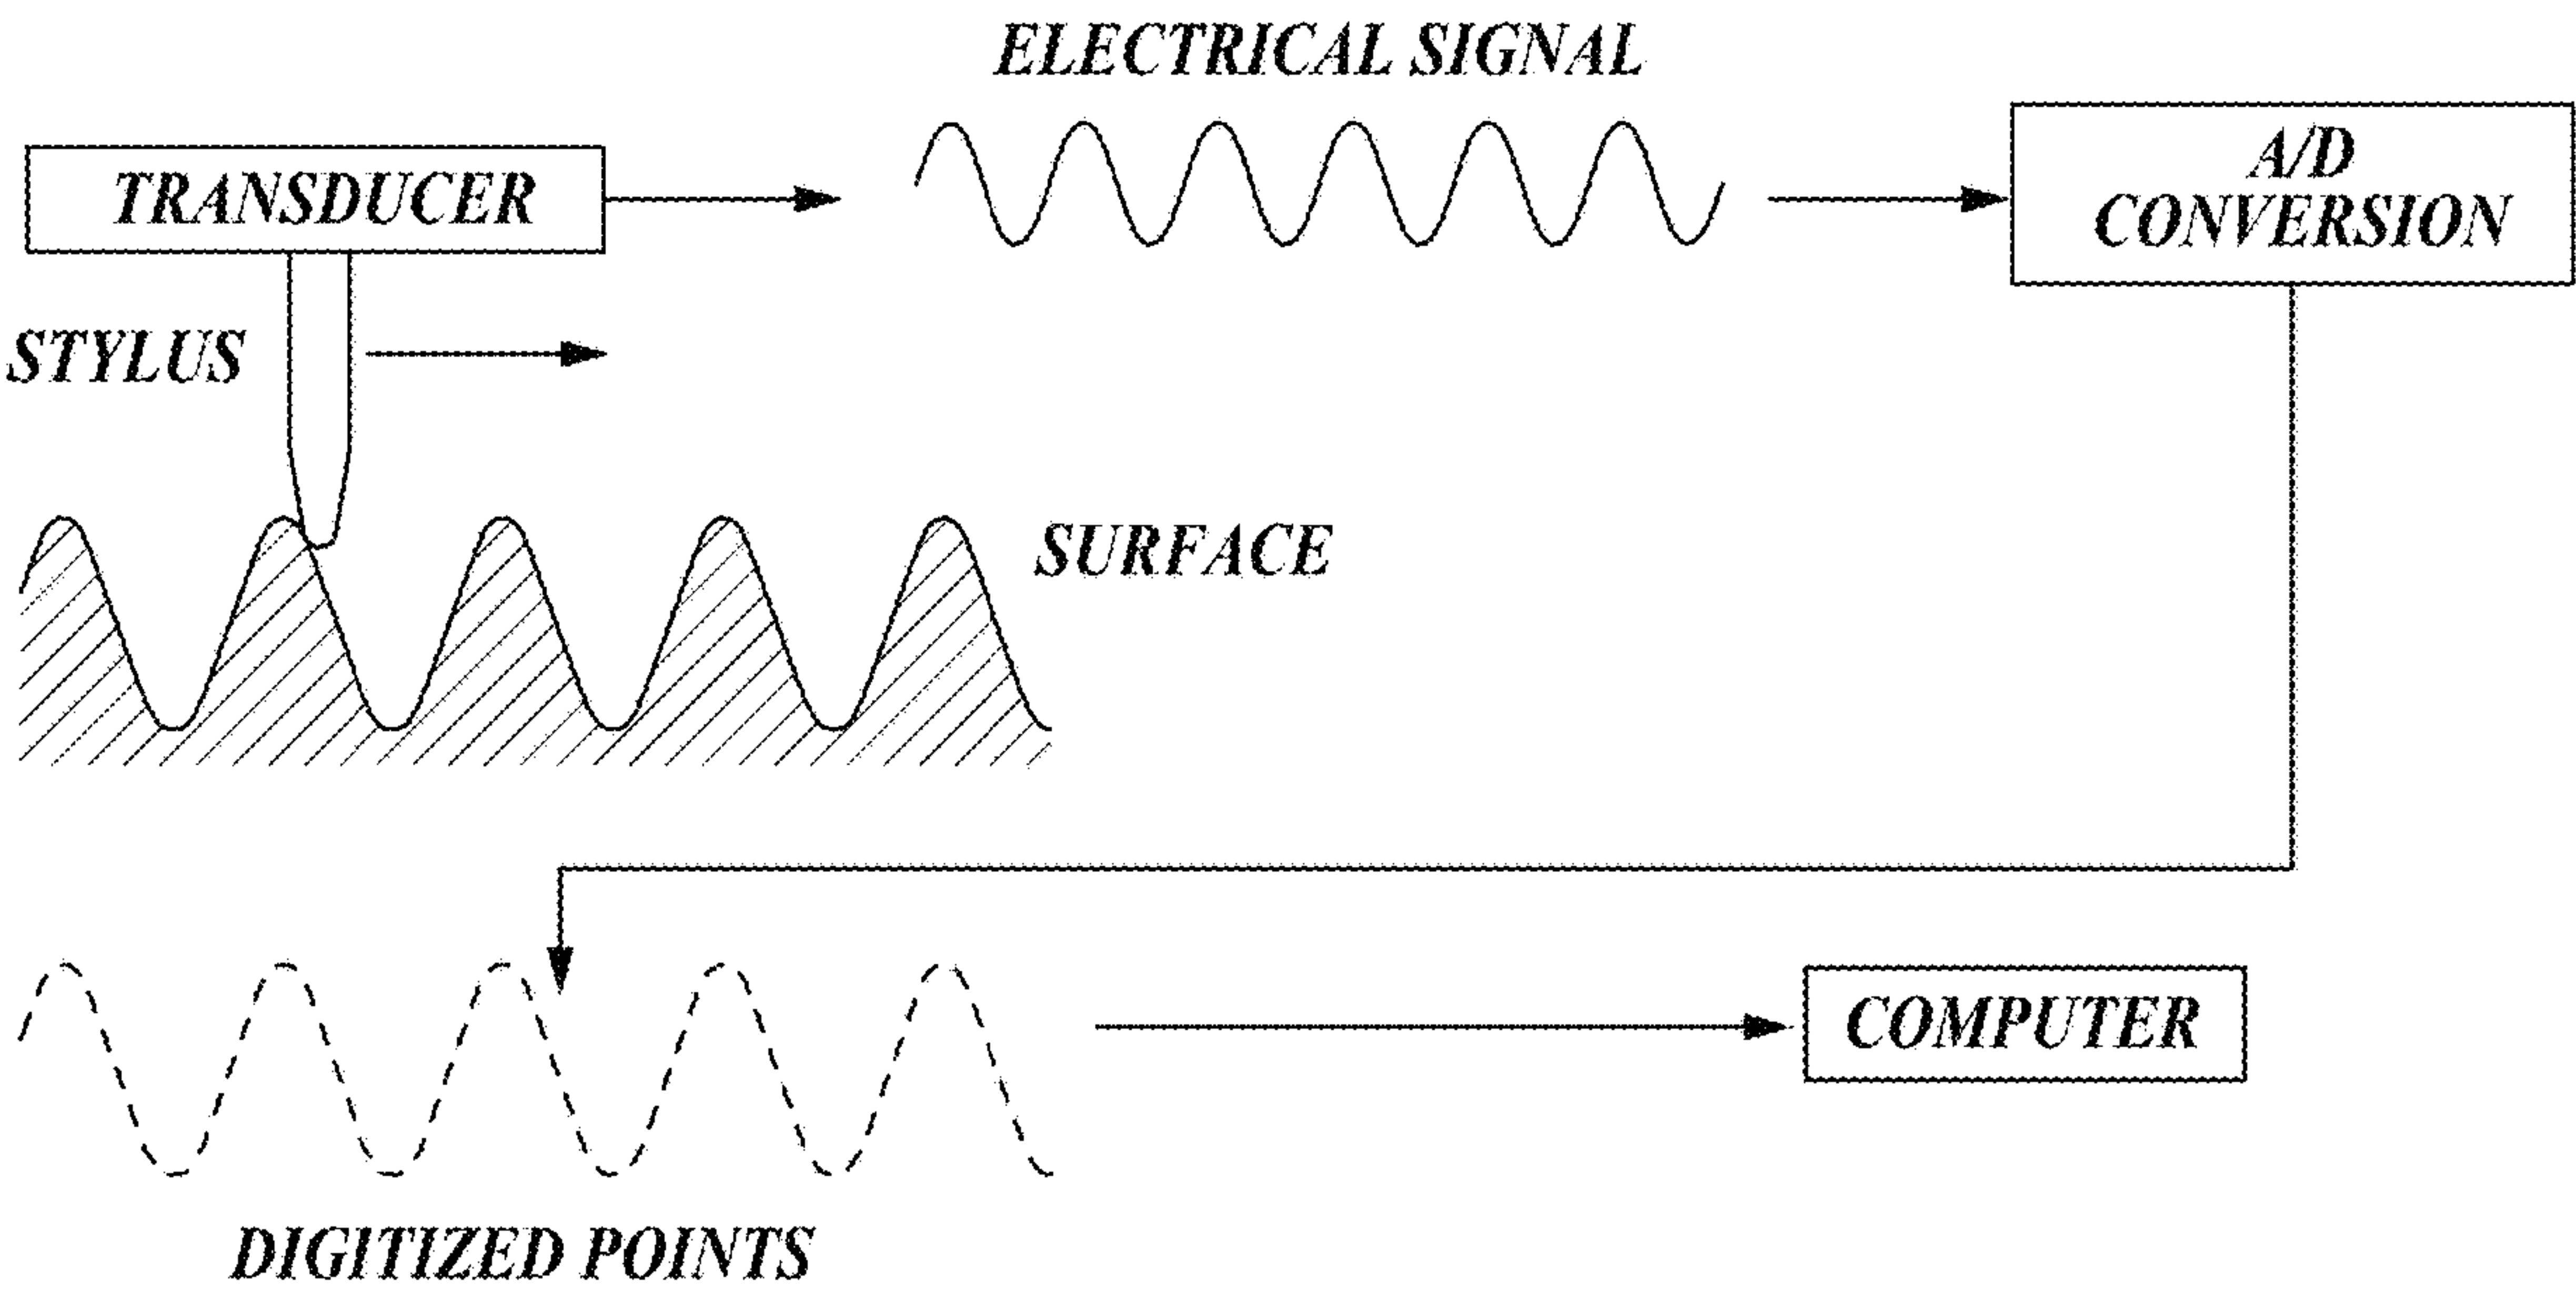 ELECTRICAL SIGNAL
TRANSDUCER
A/D
CONVERSION
STYLUS
SURFACE
COMPUTER
DIGITIZED POINTS